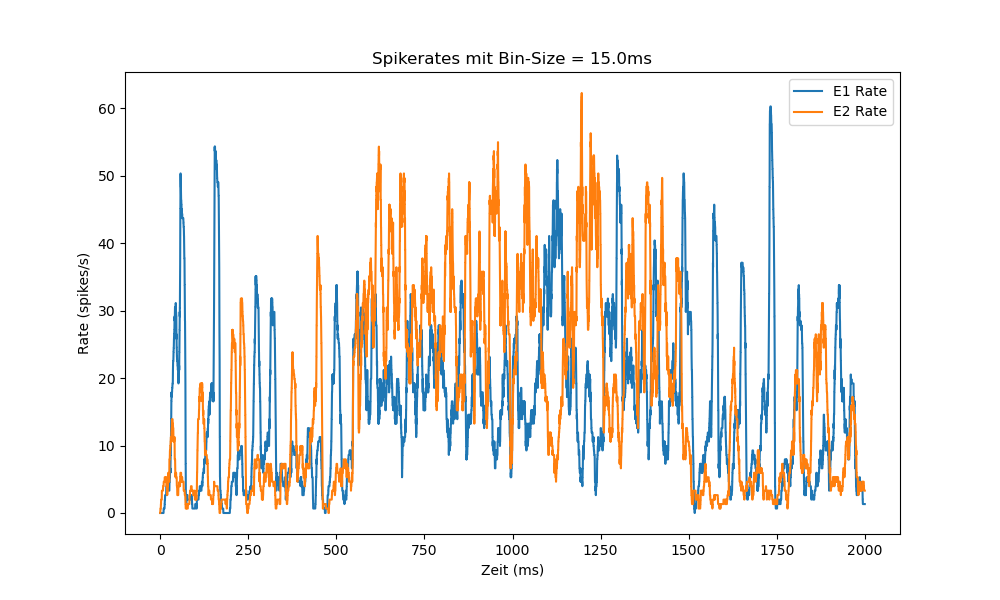 Spikerates mit Bin-Size = 15.0ms
E1 Rate
E2 Rate
Rate (spikes/s)
60
50
40
30
20
10
0
0 250 500 750 1000 1250 1500 1750 2000
Zeit (ms)